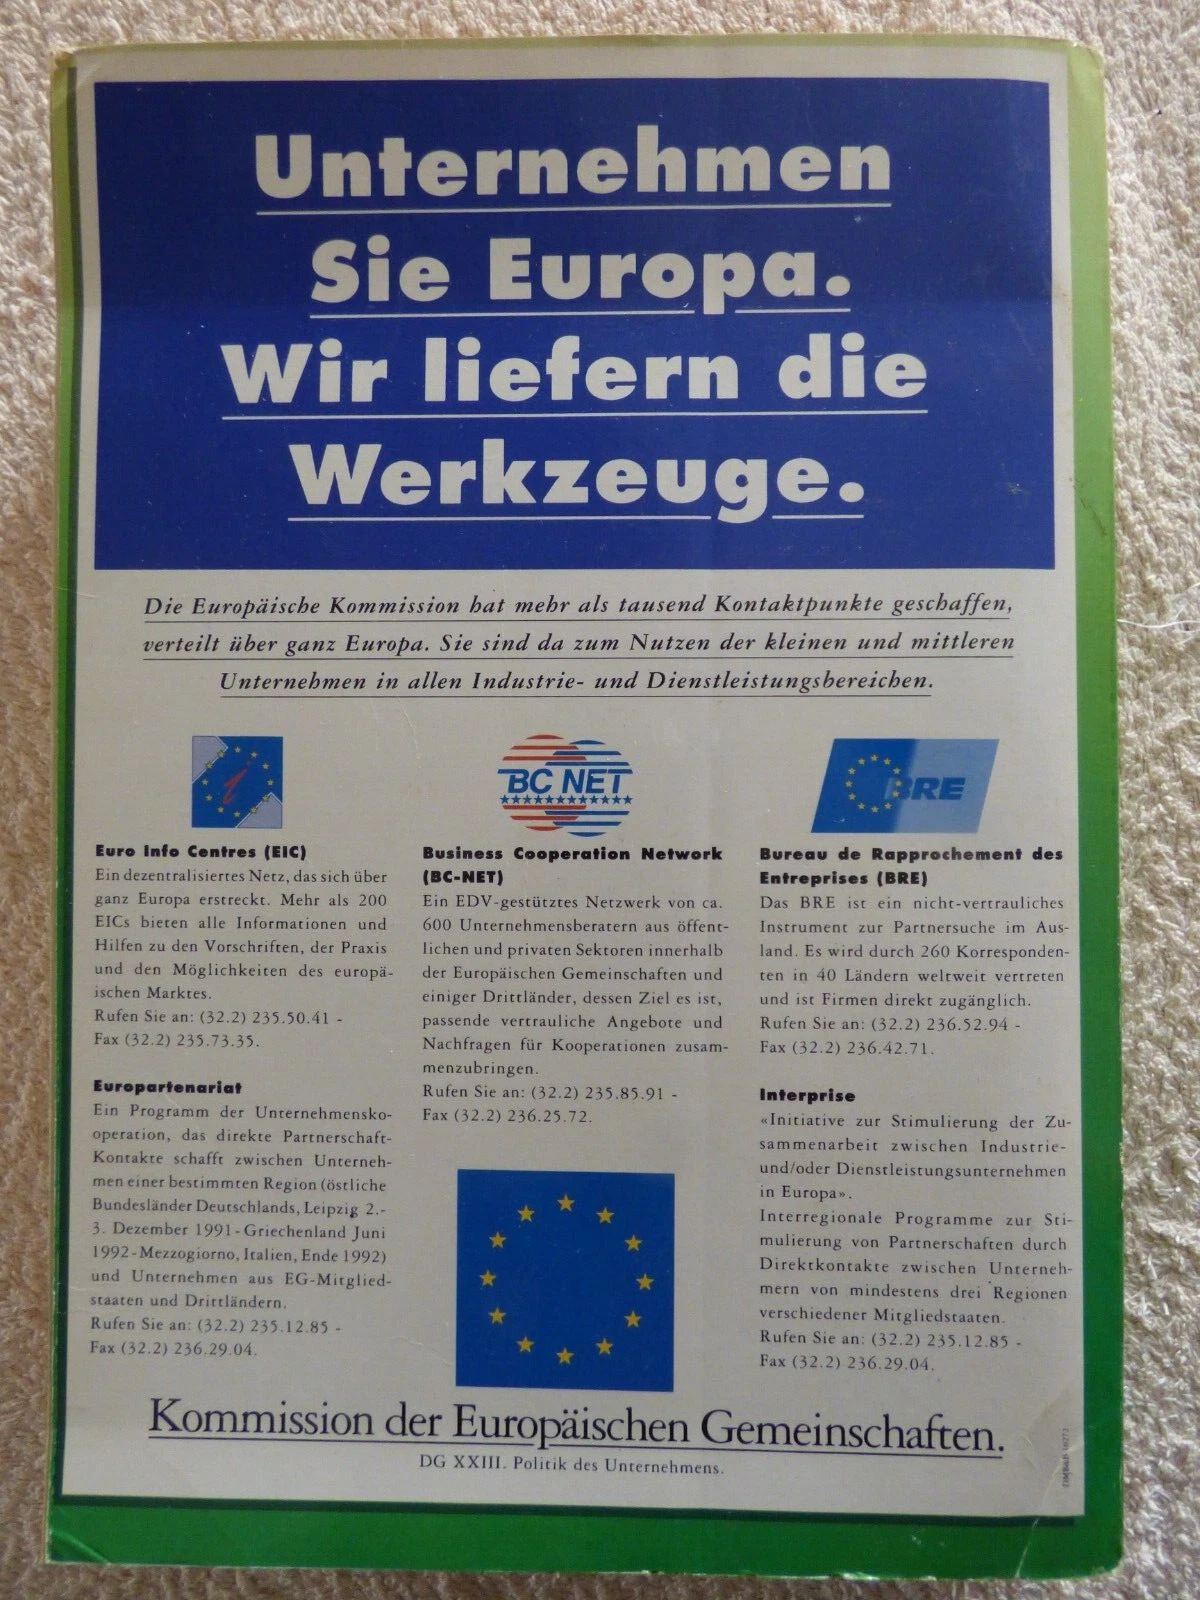 Unternehmen
Sie Europa.
Wir liefern die
Werkzeuge.
Die Europäische Kommission hat mehr als tausend Kontaktpunkte geschaffen,
verteilt über ganz Europa. Sie sind da zum Nutzen der kleinen und mittleren
Unternehmen in allen Industrie- und Dienstleistungsbereichen.
i
Euro Info Centres (EIC)
Ein dezentralisiertes Netz, das sich über
ganz Europa erstreckt. Mehr als 200
EICs bieten alle Informationen und
Hilfen zu den Vorschriften, der Praxis
und den Möglichkeiten des europä-
ischen Marktes.
Rufen Sie an: (32.2) 235.50.41 -
Fax (32.2) 235.73.35.
Europartenariat
Ein Programm der Unternehmensko-
operation, das direkte Partnerschaft-
Kontakte schafft zwischen Unterneh-
men einer bestimmten Region (östliche
Bundesländer Deutschlands, Leipzig 2.-
3. Dezember 1991 - Griechenland Juni
1992 - Mezzogiorno, Italien, Ende 1992)
und Unternehmen aus EG-Mitglied-
staaten und Drittländern.
Rufen Sie an: (32.2) 235.12.85 -
Fax (32.2) 236.29.04.
BC NET
Business Cooperation Network
(BC-NET)
Ein EDV-gestütztes Netzwerk von ca.
600 Unternehmensberatern aus öffent-
lichen und privaten Sektoren innerhalb
der Europäischen Gemeinschaften und
einiger Drittländer, dessen Ziel es ist,
passende vertrauliche Angebote und
Nachfragen für Kooperationen zusam-
menzubringen.
Rufen Sie an: (32.2) 235.85.91 -
Fax (32.2) 236.25.72.
BRE
Bureau de Rapprochement des
Entreprises (BRE)
Das BRE ist ein nicht-vertrauliches
Instrument zur Partnersuche im Aus-
land. Es wird durch 260 Korresponden-
ten in 40 Ländern weltweit vertreten
und ist Firmen direkt zugänglich.
Rufen Sie an: (32.2) 236.52.94 -
Fax (32.2) 236.42.71.
Interprise
«Initiative zur Stimulierung der Zu-
sammenarbeit zwischen Industrie-
und/oder Dienstleistungsunternehmen
in Europa».
Interregionale Programme zur Sti-
mulierung von Partnerschaften durch
Direktkontakte zwischen Unterneh-
mern von mindestens drei Regionen
verschiedener Mitgliedstaaten.
Rufen Sie an: (32.2) 235.12.85 -
Fax (32.2) 236.29.04.
Kommission der Europäischen Gemeinschaften.
DG XXIII. Politik des Unternehmens.